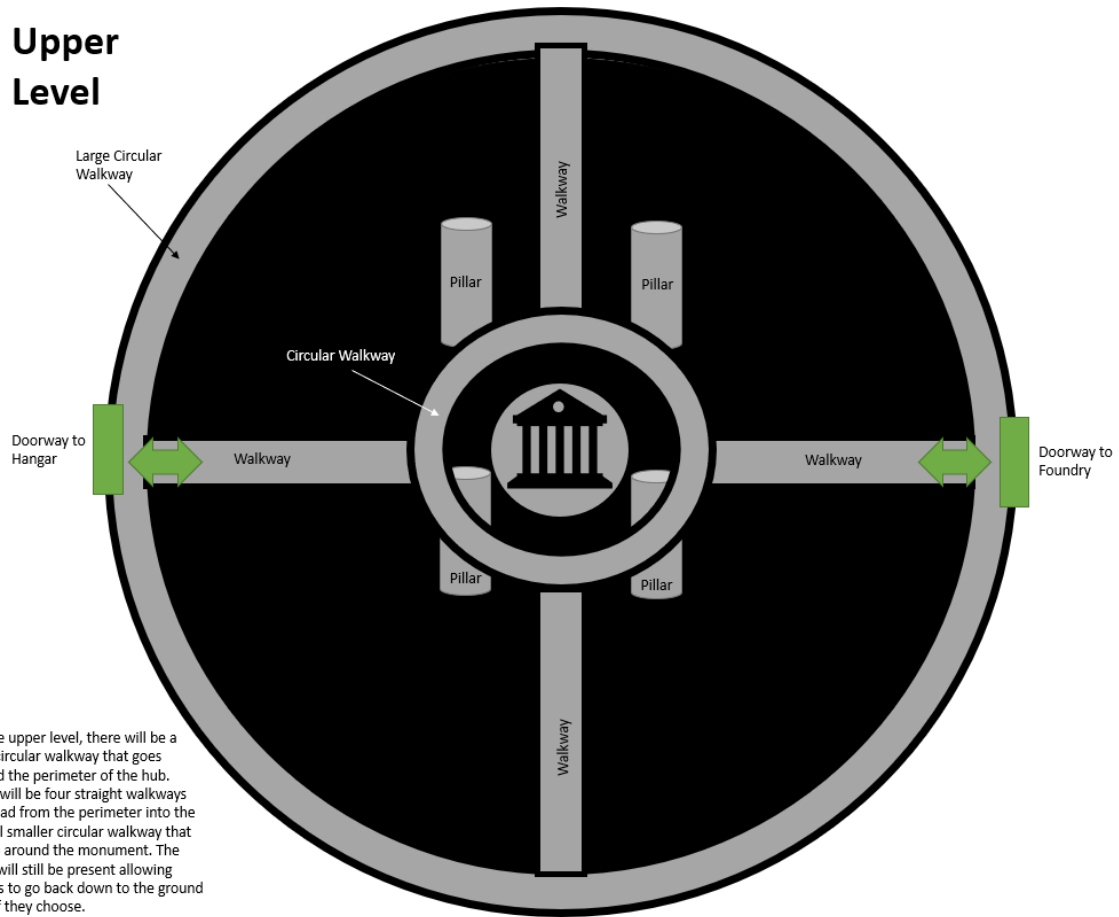 Upper
Level
Large Circular
Walkway
Walkway
Pillar
Pillar
Circular Walkway
Doorway to
Hangar
Walkway
Walkway
Doorway to
Foundry
Pillar
Pillar
Walkway
upper level, there will be a
circular walkway that goes
the perimeter of the hub.
will be four straight walkways
from the perimeter into the
smaller circular walkway that
around the monument. The
will still be present allowing
to go back down to the ground
they choose.